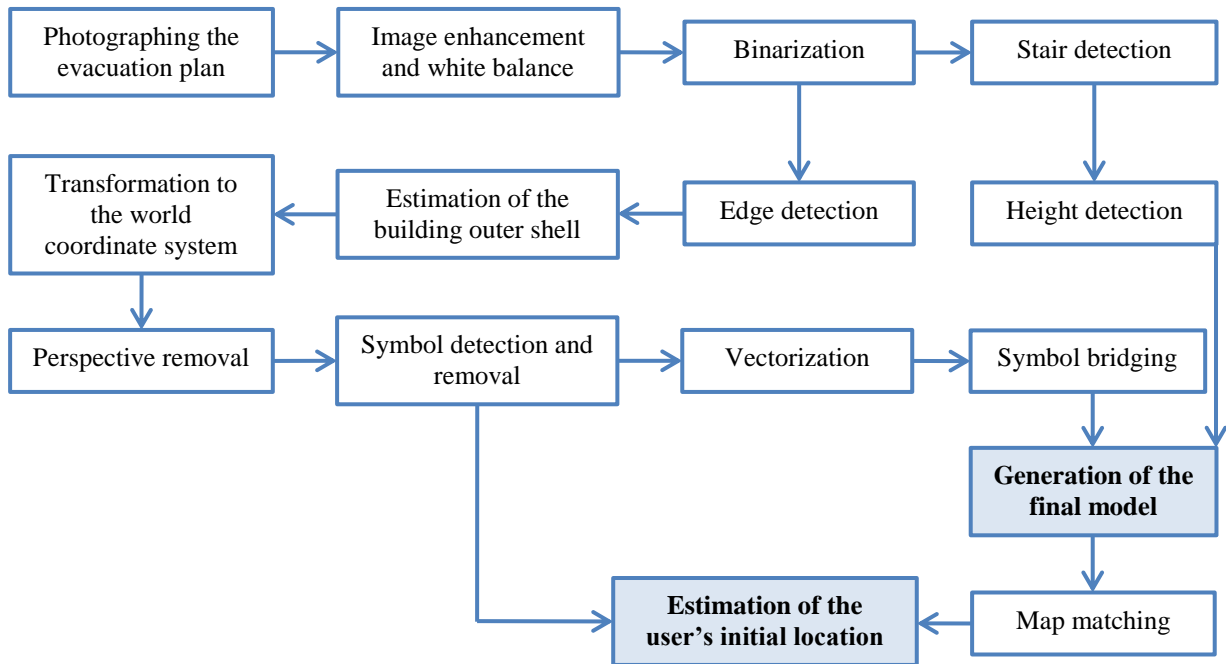 Photographing the
evacuation plan
Image enhancement
and white balance
Binarization
Stair detection
Transformation to
the world
coordinate system
Estimation of the
building outer shell
Edge detection
Height detection
Perspective removal
Symbol detection and
removal
Vectorization
Symbol bridging
Generation of the
final model
Estimation of the
user’s initial location
Map matching